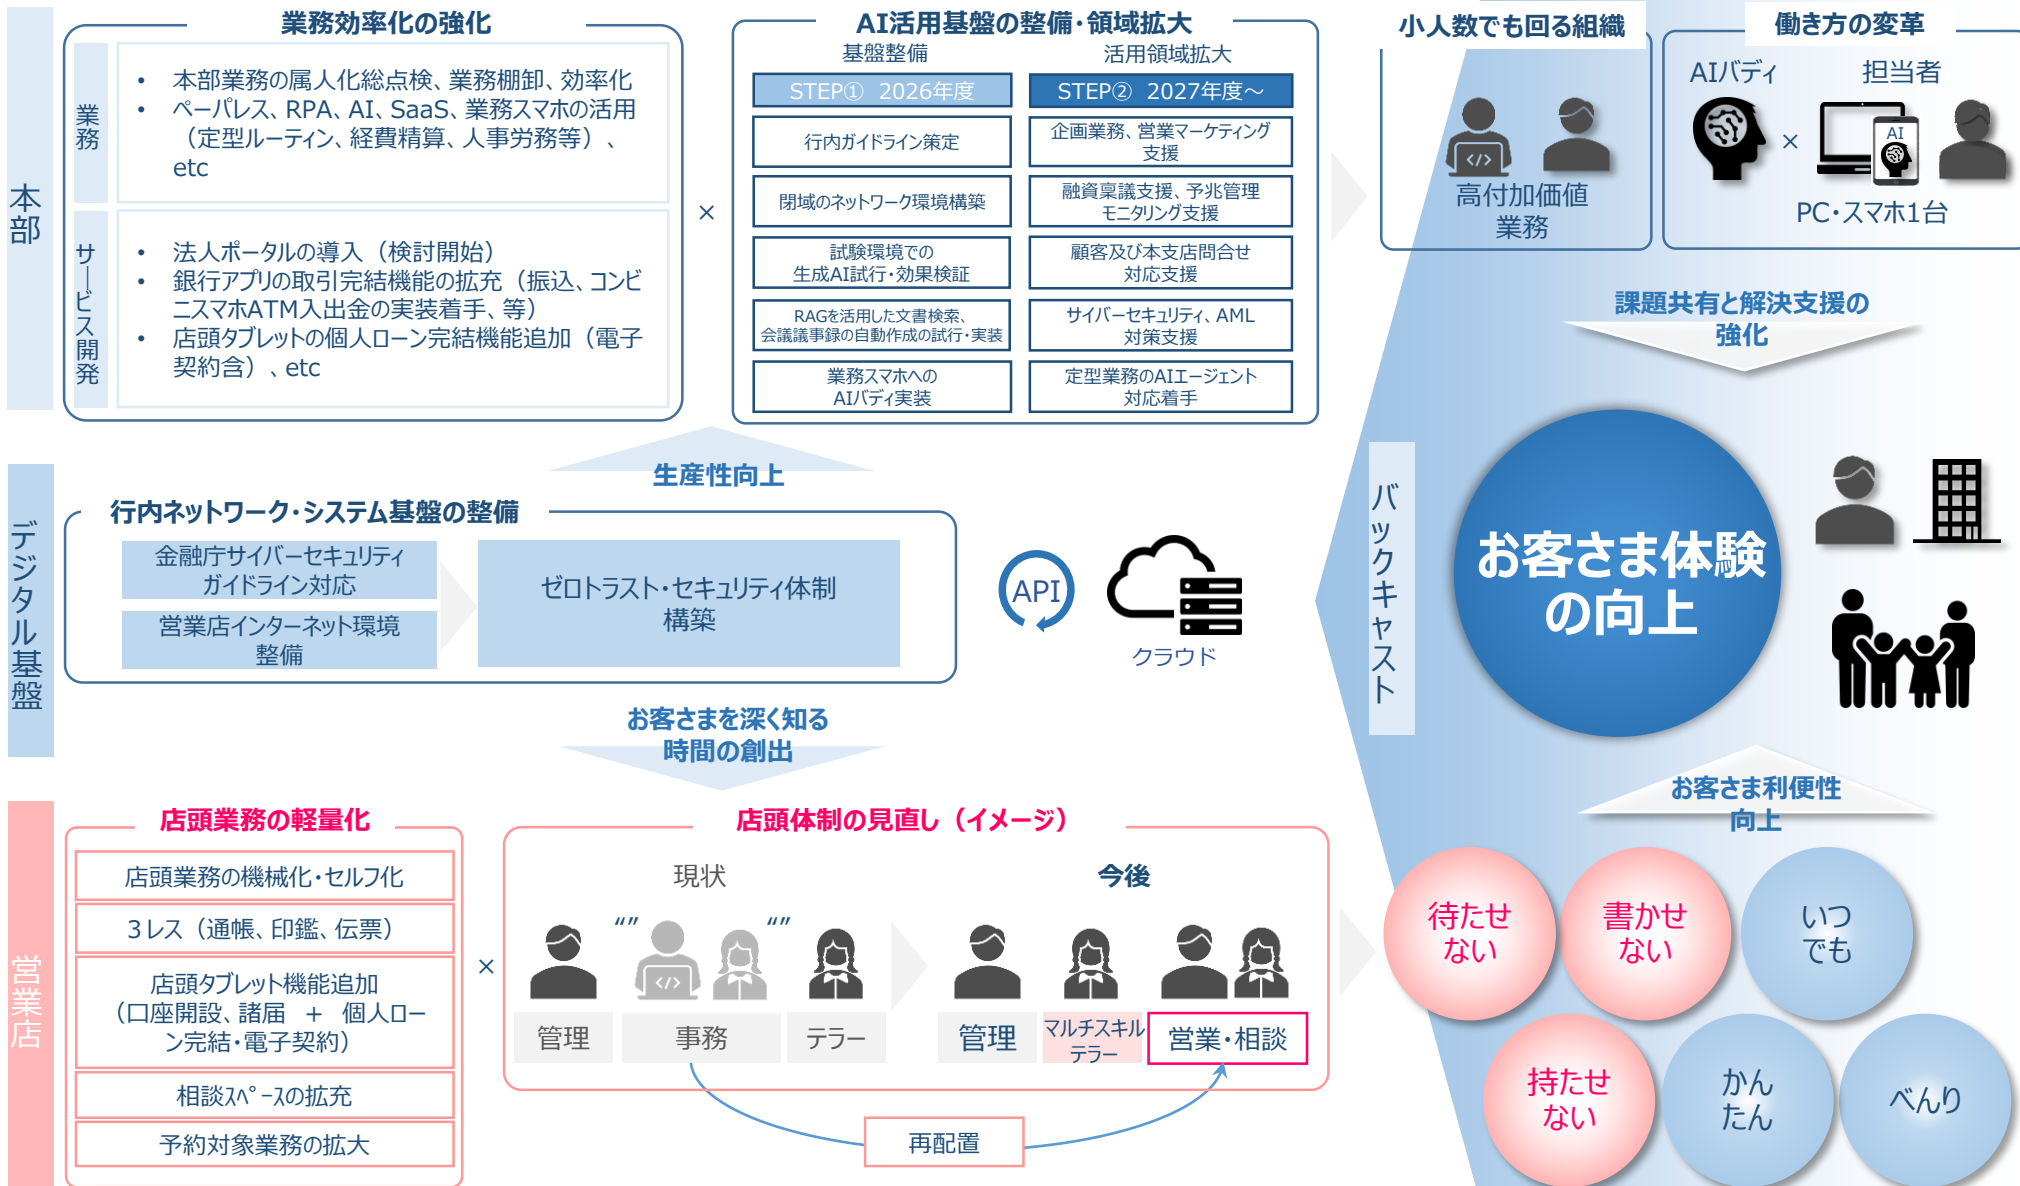 本部
業務効率化の強化
業務
• 本部業務の属人化総点検、業務棚卸、効率化
• ペーパレス、RPA、AI、SaaS、業務スマホの活用
（定型ルーティン、経費精算、人事労務等）、
etc
サービス開発
• 法人ポータルの導入（検討開始）
• 銀行アプリの取引完結機能の拡充（振込、コンビ
ニスマホATM入出金の実装着手、等）
• 店頭タブレットの個人ローン完結機能追加（電子
契約含）、etc
×
AI活用基盤の整備・領域拡大
基盤整備
STEP① 2026年度
行内ガイドライン策定
閉域のネットワーク環境構築
試験環境での
生成AI試行・効果検証
RAGを活用した文書検索、
会議議事録の自動作成の試行・実装
業務スマホへの
AIバディ実装
活用領域拡大
STEP② 2027年度～
企画業務、営業マーケティング
支援
融資稟議支援、予兆管理
モニタリング支援
顧客及び本支店問合せ
対応支援
サイバーセキュリティ、AML
対策支援
定型業務のAIエージェント
対応着手
小人数でも回る組織
</>
高付加価値
業務
働き方の変革
AIバディ
担当者
×
AI
PC・スマホ1台
課題共有と解決支援の
強化
生産性向上
デジタル基盤
行内ネットワーク・システム基盤の整備
金融庁サイバーセキュリティ
ガイドライン対応
営業店インターネット環境
整備
ゼロトラスト・セキュリティ体制
構築
API
クラウド
バックキャスト
お客さま体験
の向上
お客さまを深く知る
時間の創出
お客さま利便性
向上
営業店
店頭業務の軽量化
店頭業務の機械化・セルフ化
３レス（通帳、印鑑、伝票）
店頭タブレット機能追加
（口座開設、諸届 + 個人ロー
ン完結・電子契約）
相談ｽﾍﾟｰｽの拡充
予約対象業務の拡大
×
店頭体制の見直し（イメージ）
現状
“” “”
</>
管理
事務
テラー
今後
管理
マルチスキル
テラー
営業・相談
再配置
待たせ
ない
書かせ
ない
いつ
でも
持たせ
ない
かん
たん
べんり